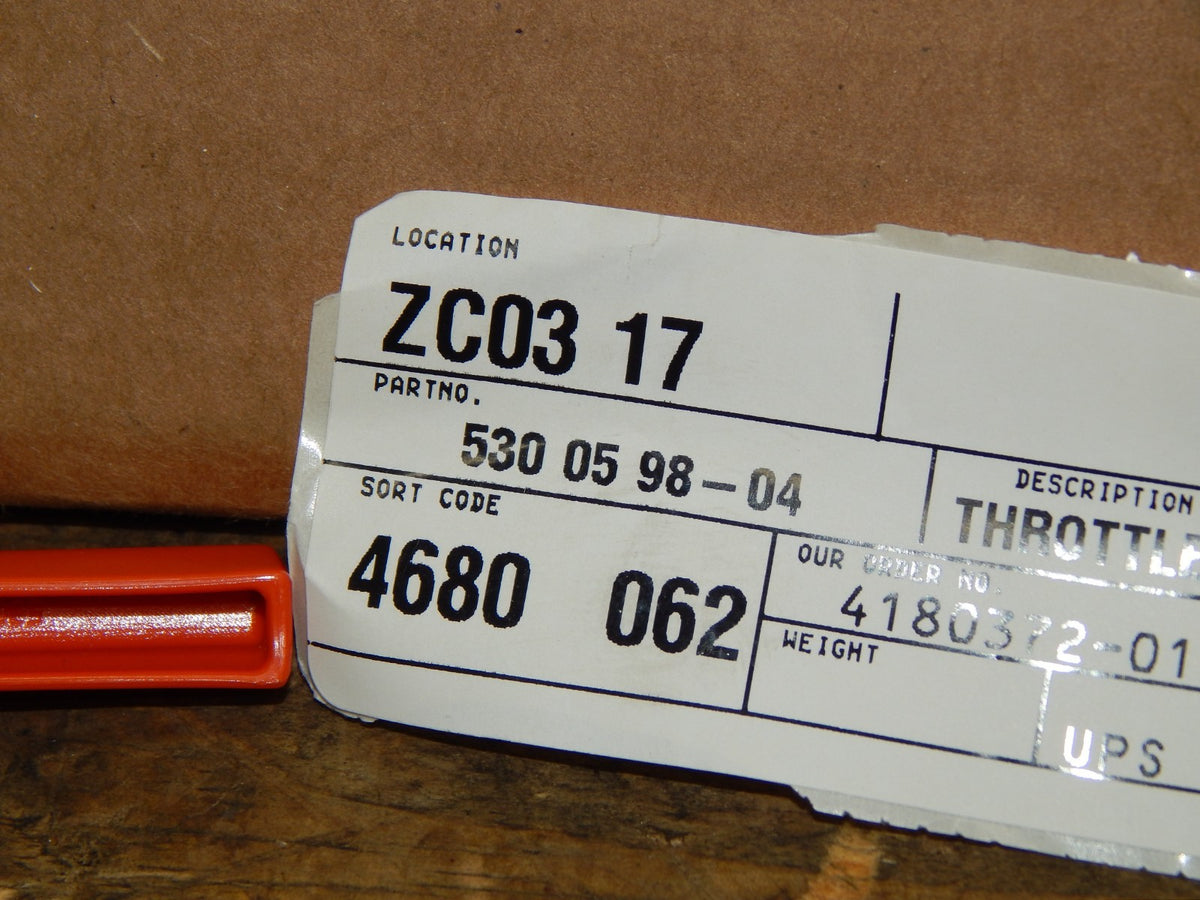 LOCATION
ZC03 17
PARTNO.
530 05 98-04
DESCRIPTION
THROTTLE
SORT CODE
4680 062
OUR ORDER NO.
4180372-01
WEIGHT
UPS